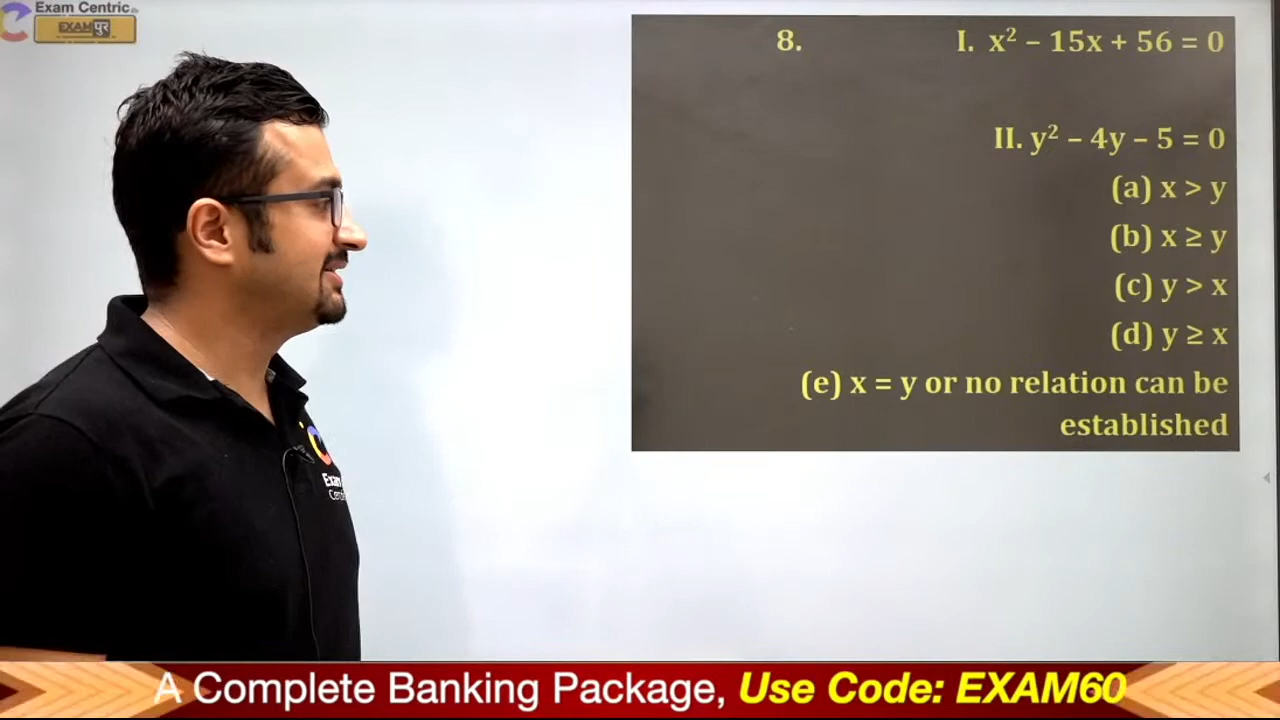 Exam Centric
EXAMपुर
8. I. x² – 15x + 56 = 0
II. y² – 4y – 5 = 0
(a) x > y
(b) x ≥ y
(c) y > x
(d) y ≥ x
(e) x = y or no relation can be
established
Exam
A Complete Banking Package, Use Code: EXAM60